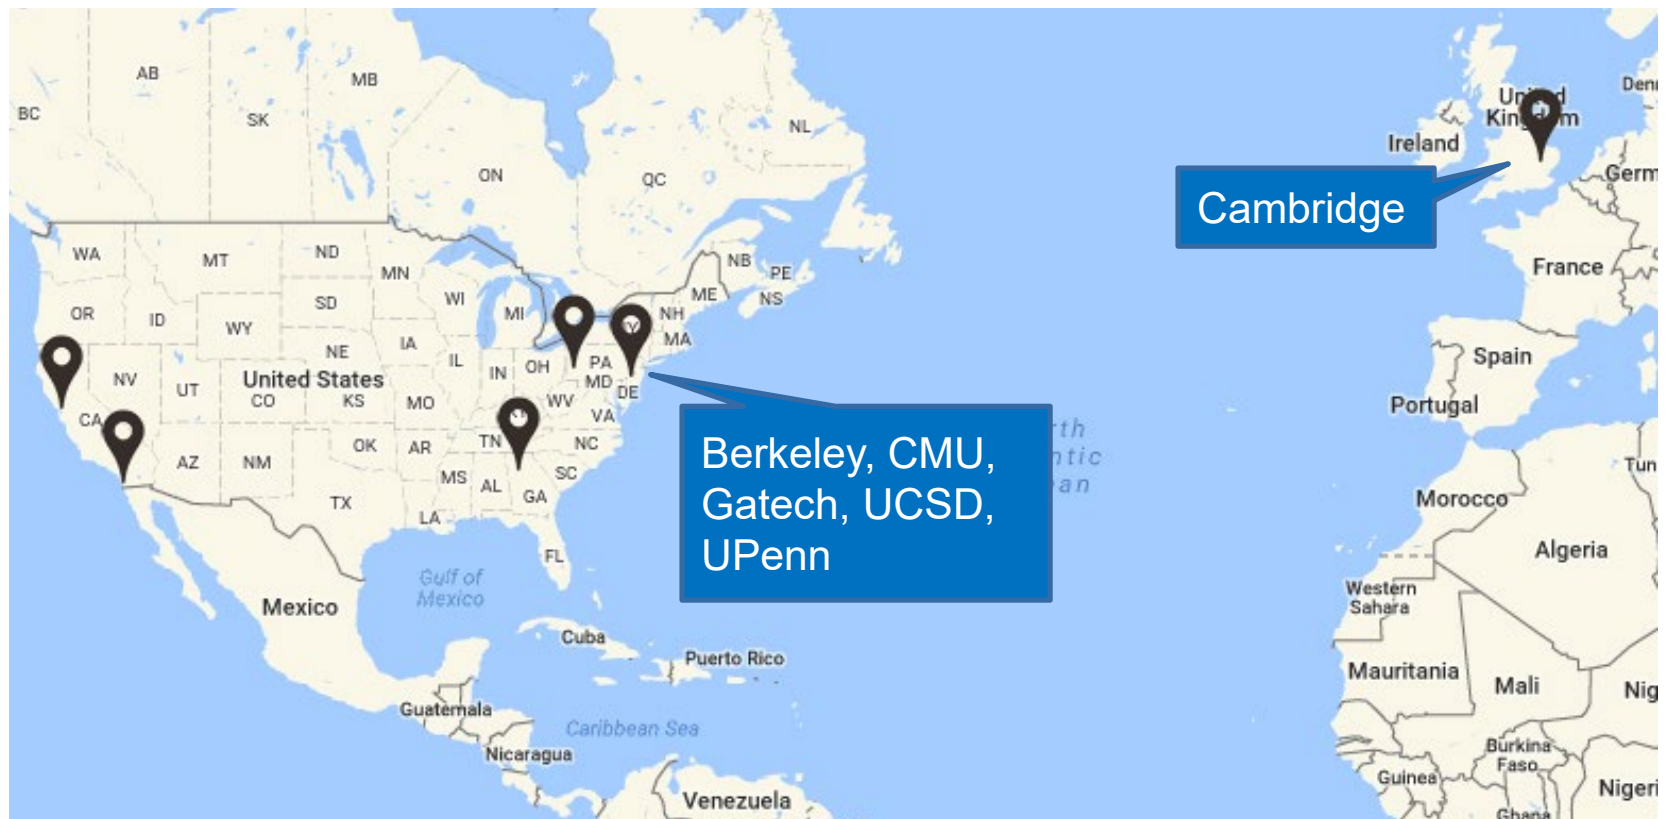 AB
MB
BC
SK
NL
ON
QC
United
Kingdom
Ireland
Cambridge
WA
MT
ND
MN
NB
PE
NS
ME
France
OR
ID
SD
WI
MI
NH
MA
WY
NE
IA
IL
IN
OH
PA
MD
DE
Spain
NV
UT
United States
CO
KS
MO
WV
VA
Portugal
CA
AZ
NM
OK
AR
TN
NC
SC
MS
AL
GA
TX
LA
FL
Berkeley, CMU,
Gatech, UCSD,
UPenn
Morocco
Algeria
Gulf of
Mexico
Mexico
Western
Sahara
Cuba
Puerto Rico
Mauritania
Mali
Guatemala
Caribbean Sea
Nicaragua
Burkina
Faso
Guinea
Venezuela